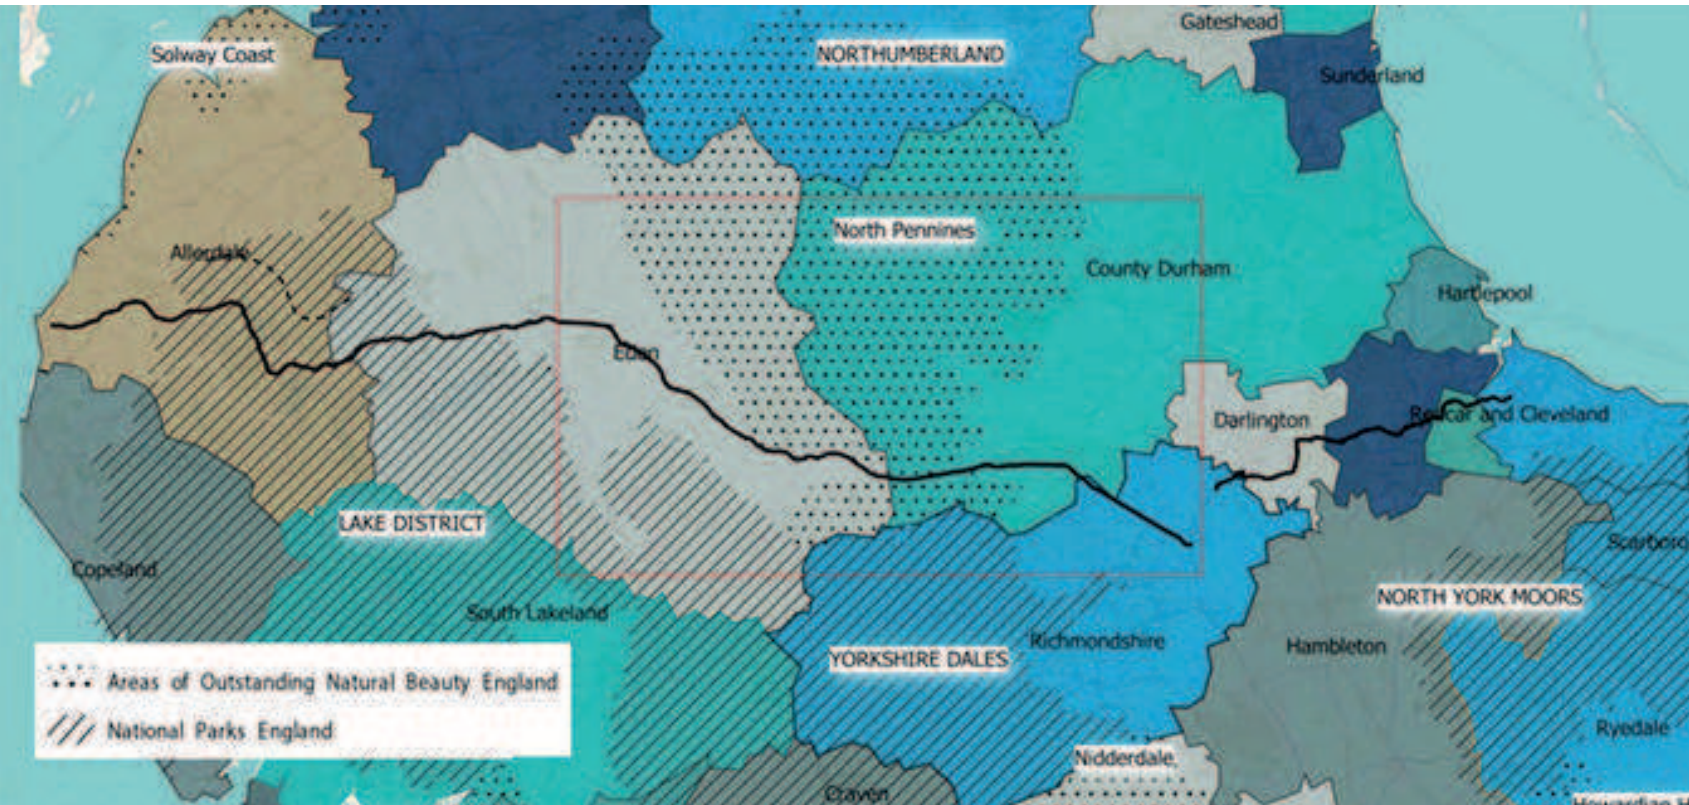 Gateshead
Solway Coast
NORTHUMBERLAND
Sunderland
North Pennines
Allerdale
County Durham
Hartlepool
Eden
Darlington
Redcar and Cleveland
LAKE DISTRICT
Copeland
NORTH YORK MOORS
South Lakeland
Richmondshire
Hambleton
YORKSHIRE DALES
Areas of Outstanding Natural Beauty England
National Parks England
Ryedale
Nidderdale
Craven